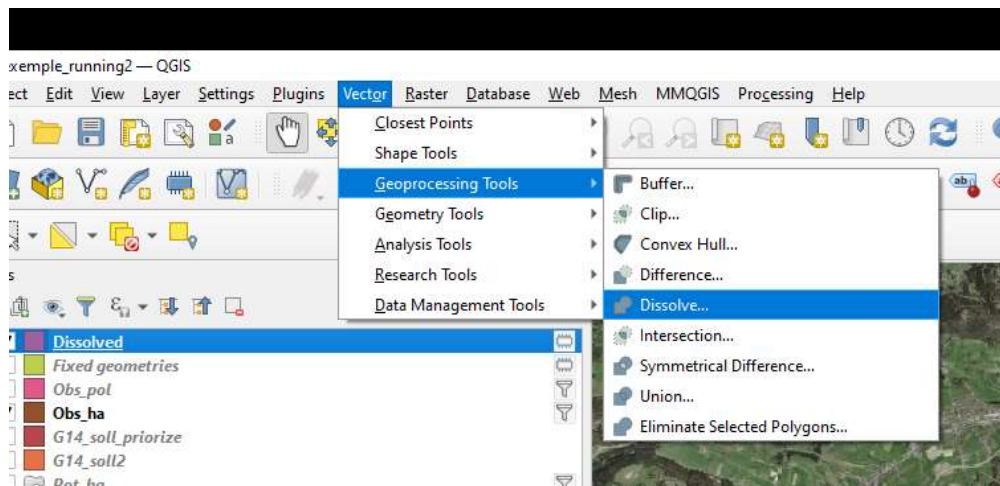 exemple_running2 — QGIS
ect Edit View Layer Settings Plugins Vector Raster Database Web Mesh MMQGIS Processing Help
Closest Points
Shape Tools
Geoprocessing Tools
Geometry Tools
Analysis Tools
Research Tools
Data Management Tools
Buffer...
Clip...
Convex Hull...
Difference...
Dissolve...
Intersection...
Symmetrical Difference...
Union...
Eliminate Selected Polygons...
ab
s
Dissolved
Fixed geometries
Obs_pol
Obs_ha
G14_soll_priorize
G14_soll2